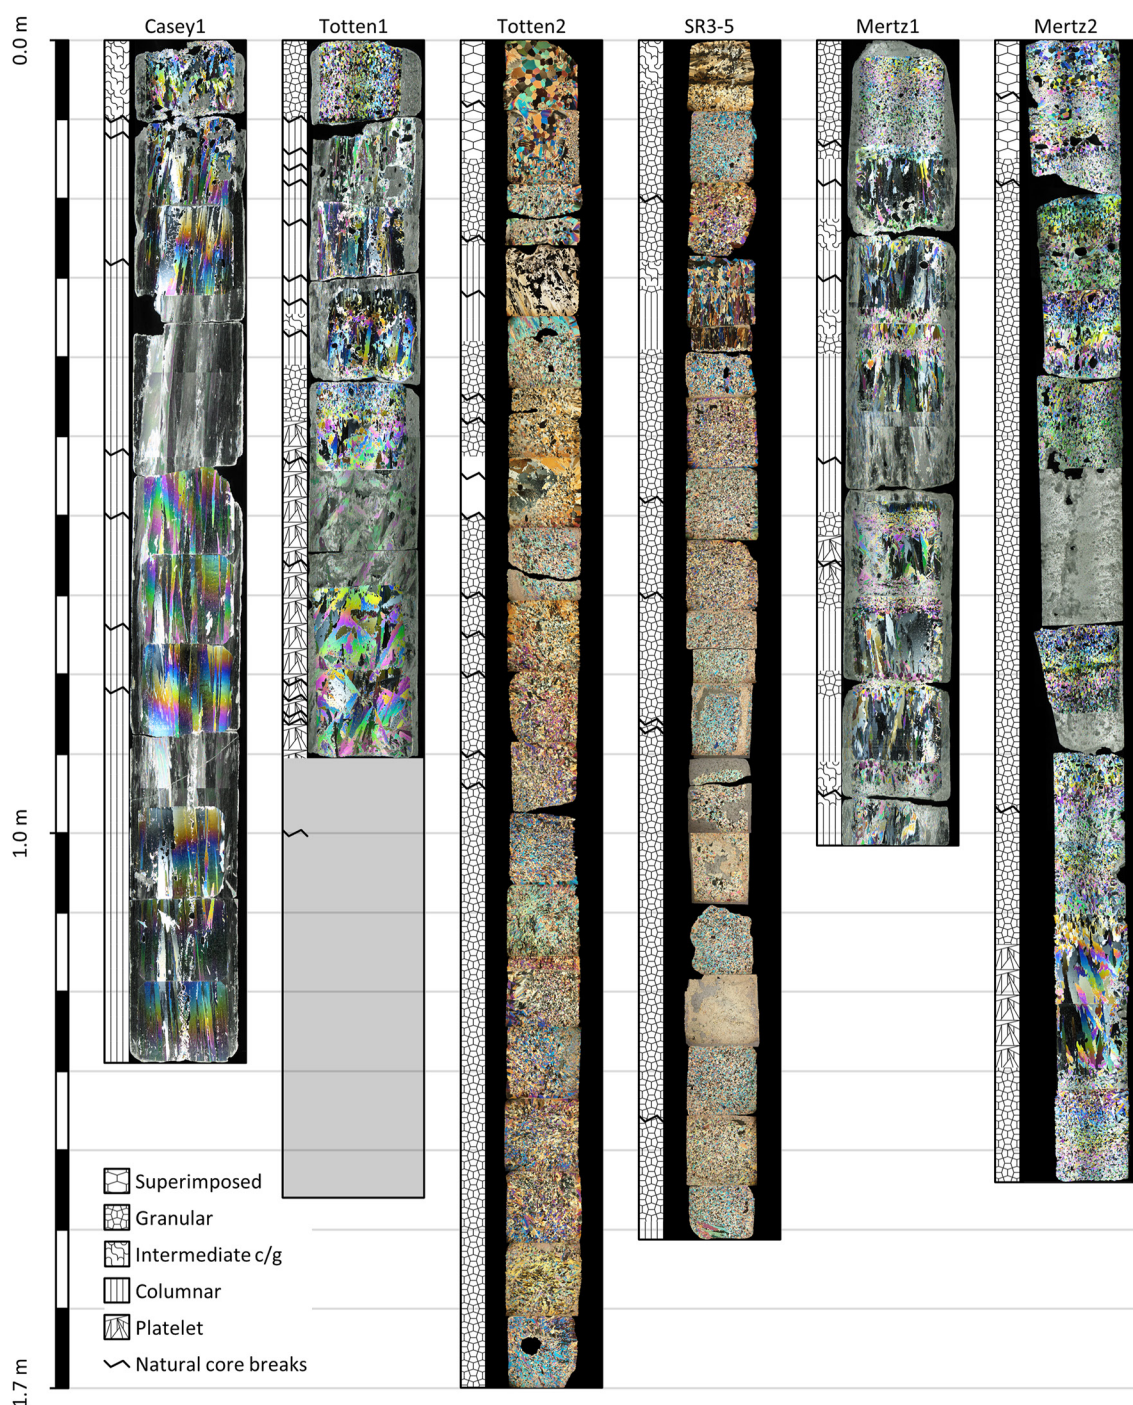 Casey1
Totten1
Totten2
SR3-5
Mertz1
Mertz2
0.0 m
1.0 m
1.7 m
Superimposed
Granular
Intermediate c/g
Columnar
Platelet
Natural core breaks